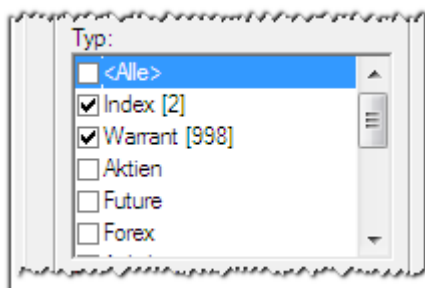 Typ:
<Alle>
Index [2]
Warrant [998]
Aktien
Future
Forex